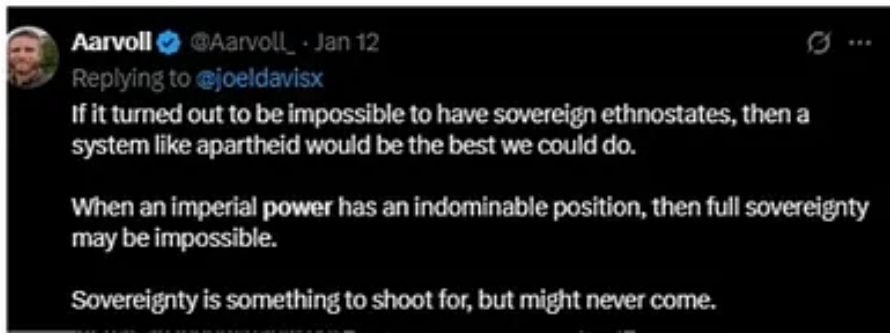 Aarvoll @Aarvoll_ · Jan 12
Replying to @joeldavisx
If it turned out to be impossible to have sovereign ethnostates, then a
system like apartheid would be the best we could do.
When an imperial power has an indominable position, then full sovereignty
may be impossible.
Sovereignty is something to shoot for, but might never come.